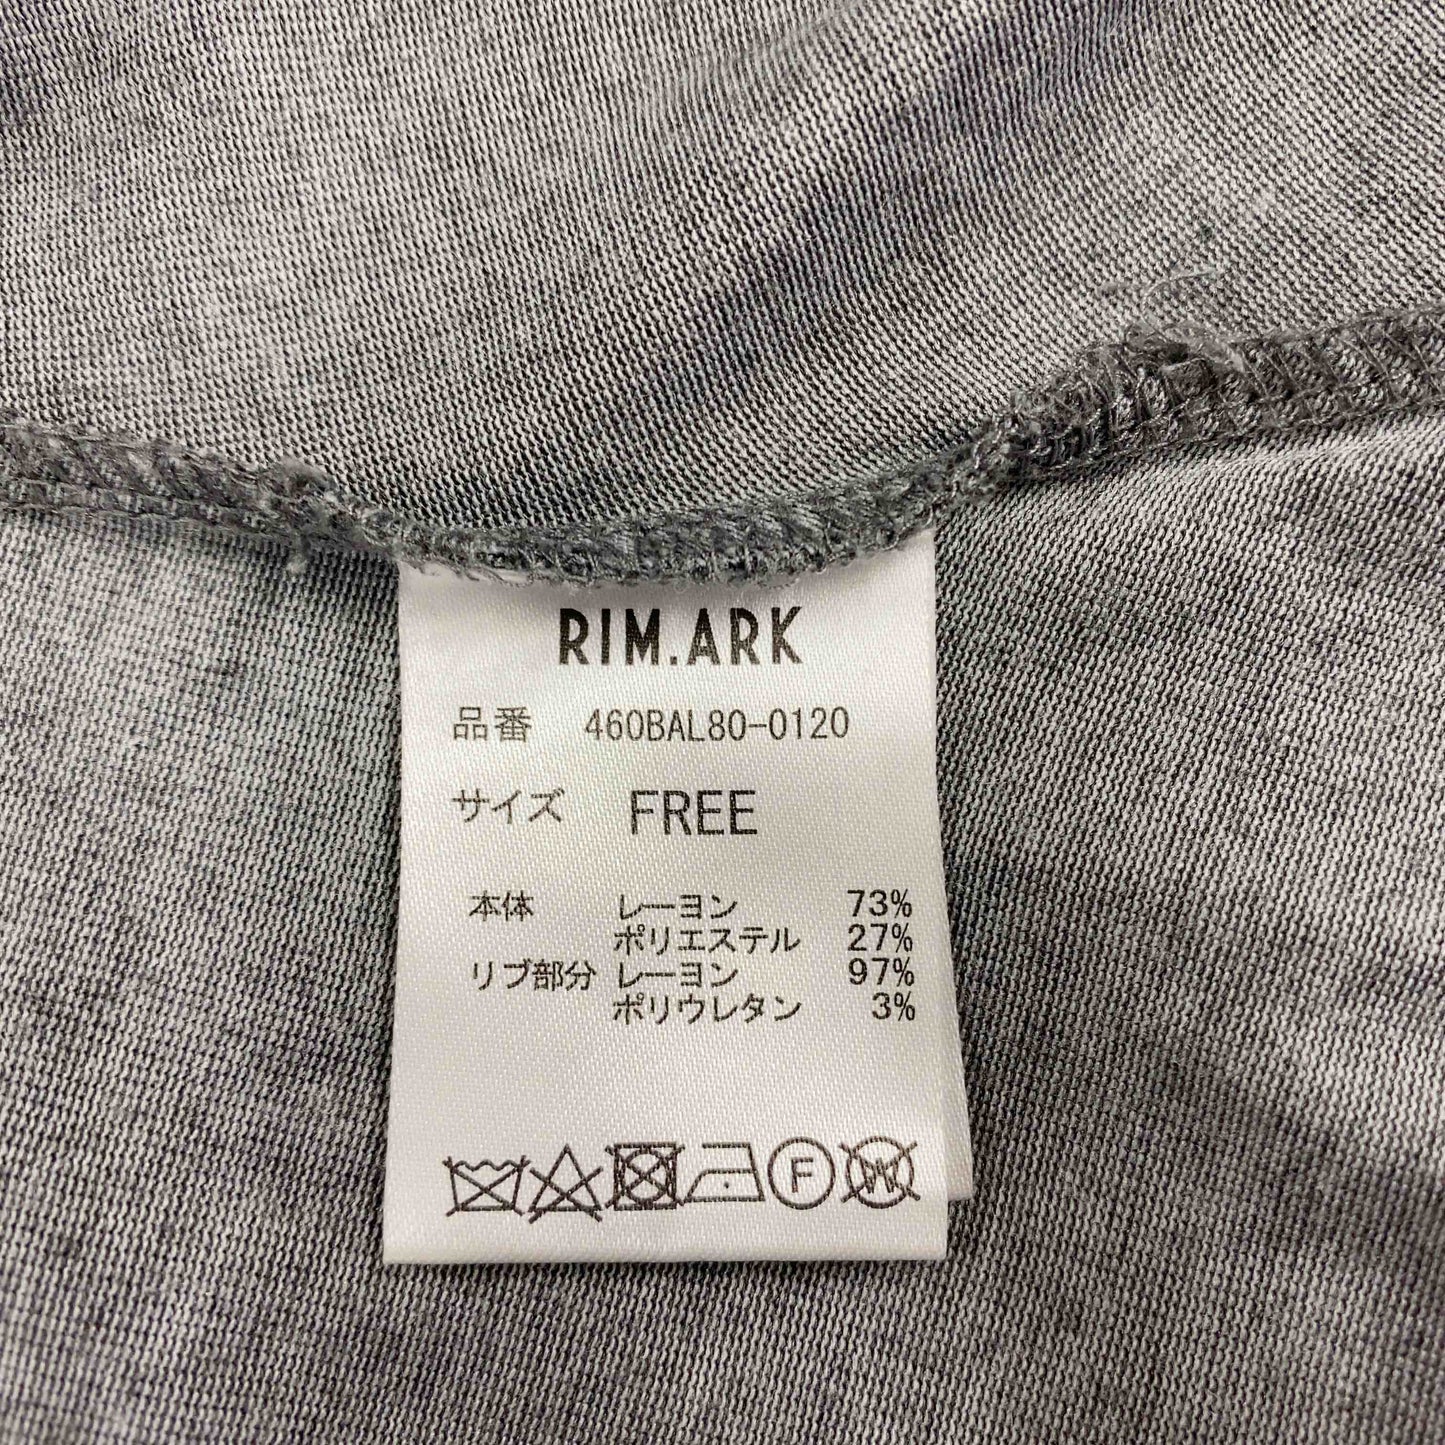 RIM.ARK
品番 460BAL80-0120
サイズ FREE
本体 レーヨン 73%
ポリエステル 27%
リブ部分 レーヨン 97%
ポリウレタン 3%
F W